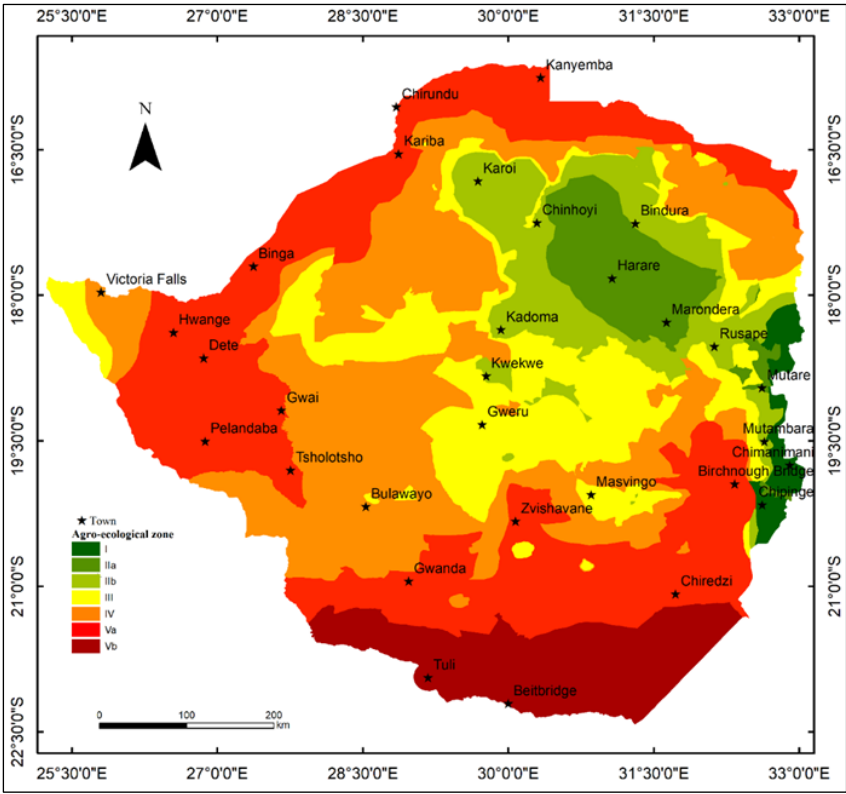 25°30'0"E 27°0'0"E 28°30'0"E 30°0'0"E 31°30'0"E 33°0'0"E
Kanyemba
Chirundu
N
16°30'0"S
Kariba
16°30'0"S
Karoi
Chinhoyi
Bindura
Binga
Harare
Victoria Falls
18°0'0"S
18°0'0"S
Hwange
Kadoma
Marondera
Rusape
Dete
Kwekwe
Mutare
Gwai
Gweru
Pelandaba
Mutambara
19°30'0"S
19°30'0"S
Chimanimani
Tsholotsho
Birchnough Bridge
Masvingo
Bulawayo
Chipinge
Zvishavane
Town
Agro-ecological zone
I
IIa
IIb
III
IV
Va
Vb
Gwanda
21°0'0"S
21°0'0"S
Chiredzi
Tuli
Beitbridge
0 100 200
km
22°30'0"S
22°30'0"S
25°30'0"E 27°0'0"E 28°30'0"E 30°0'0"E 31°30'0"E 33°0'0"E